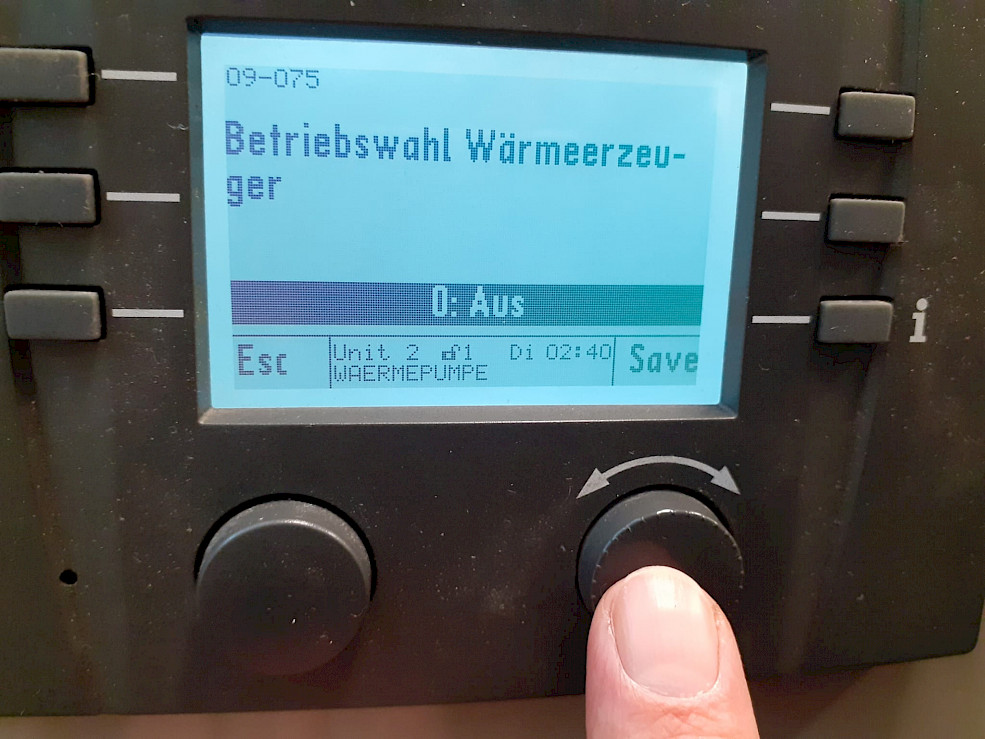 09-075
Betriebswahl Wärmeerzeu-
ger
0: Aus
Esc
Unit 2 1 Di 02:40
WAERMEPUMPE
Save
i